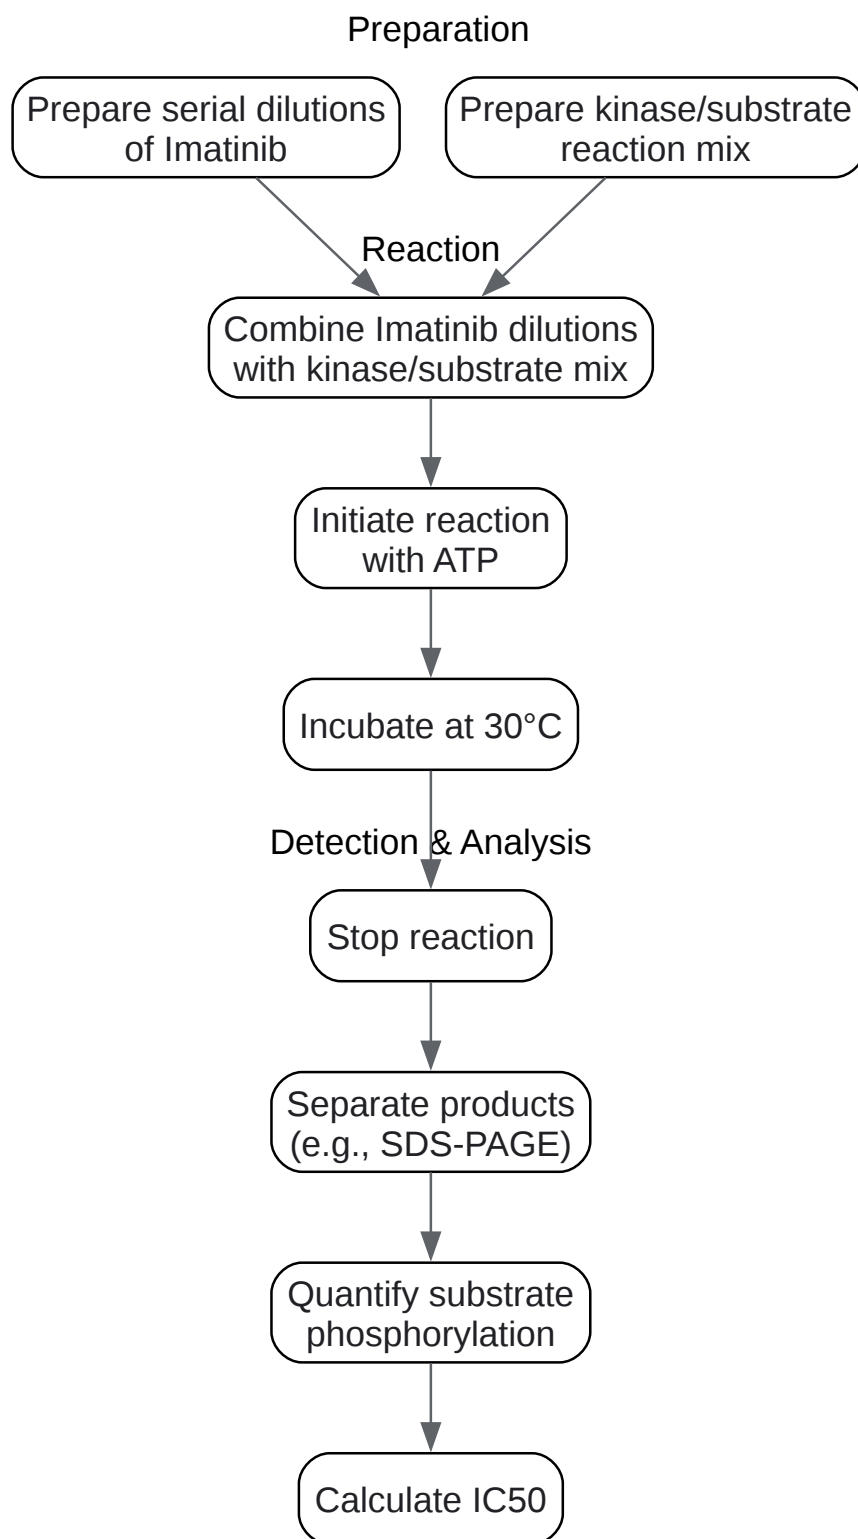 Preparation
Prepare serial dilutions
of Imatinib
Prepare kinase/substrate
reaction mix
Reaction
Combine Imatinib dilutions
with kinase/substrate mix
Initiate reaction
with ATP
Incubate at 30°C
Detection & Analysis
Stop reaction
Separate products
(e.g., SDS-PAGE)
Quantify substrate
phosphorylation
Calculate IC50